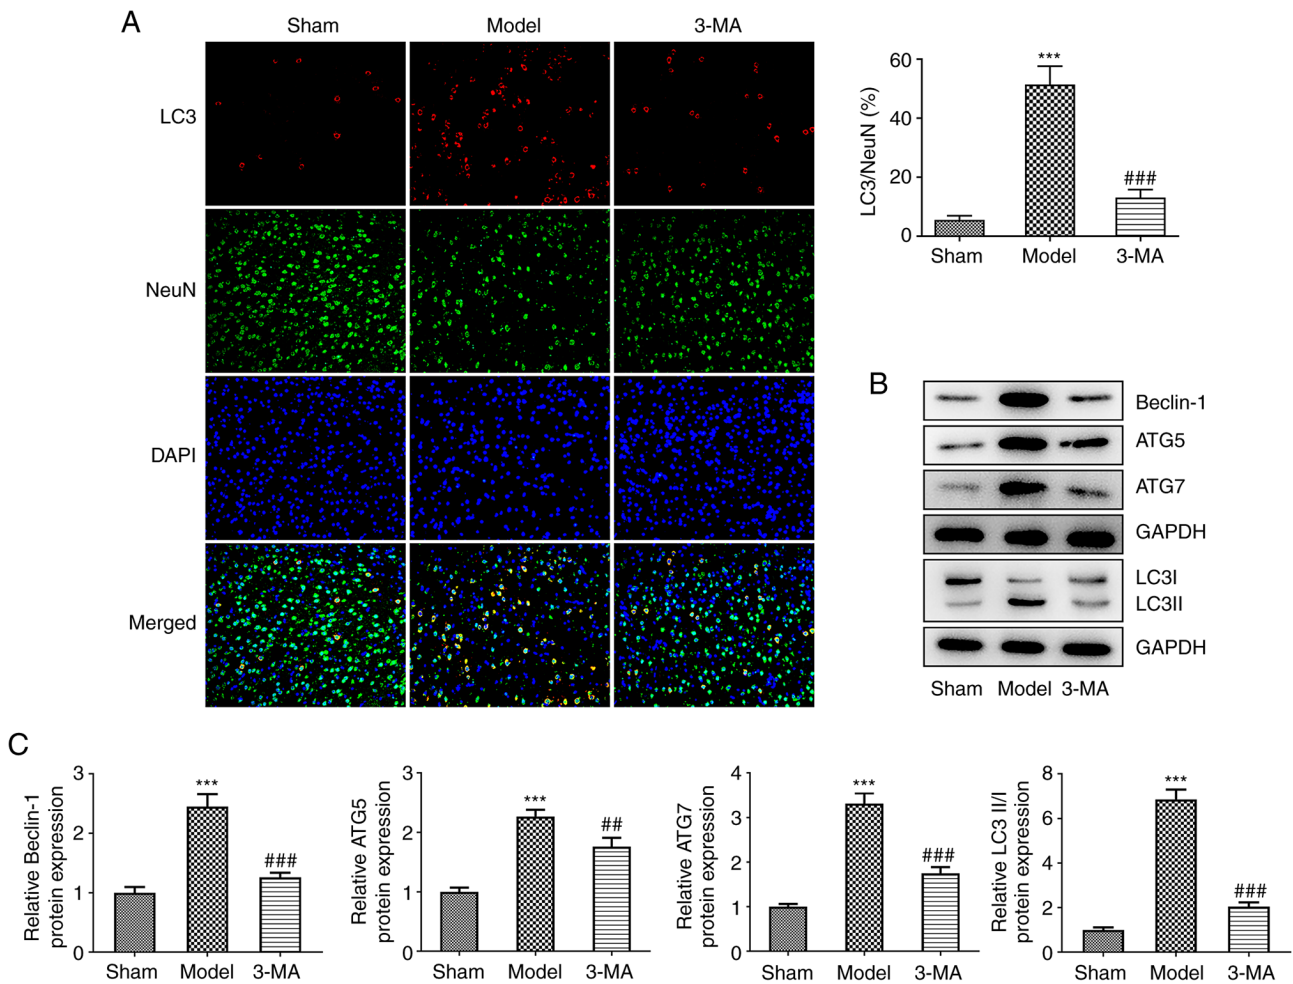 A
Sham Model 3-MA
LC3
NeuN
DAPI
Merged
LC3/NeuN (%)
60
40
20
0
***
###
Sham Model 3-MA
B
Beclin-1
ATG5
ATG7
GAPDH
LC3I
LC3II
GAPDH
Sham Model 3-MA
C
Relative Beclin-1
protein expression
3
2
1
0
***
###
Sham Model 3-MA
Relative ATG5
protein expression
3
2
1
0
***
##
Sham Model 3-MA
Relative ATG7
protein expression
4
3
2
1
0
***
###
Sham Model 3-MA
Relative LC3 II/I
protein expression
8
6
4
2
0
***
###
Sham Model 3-MA